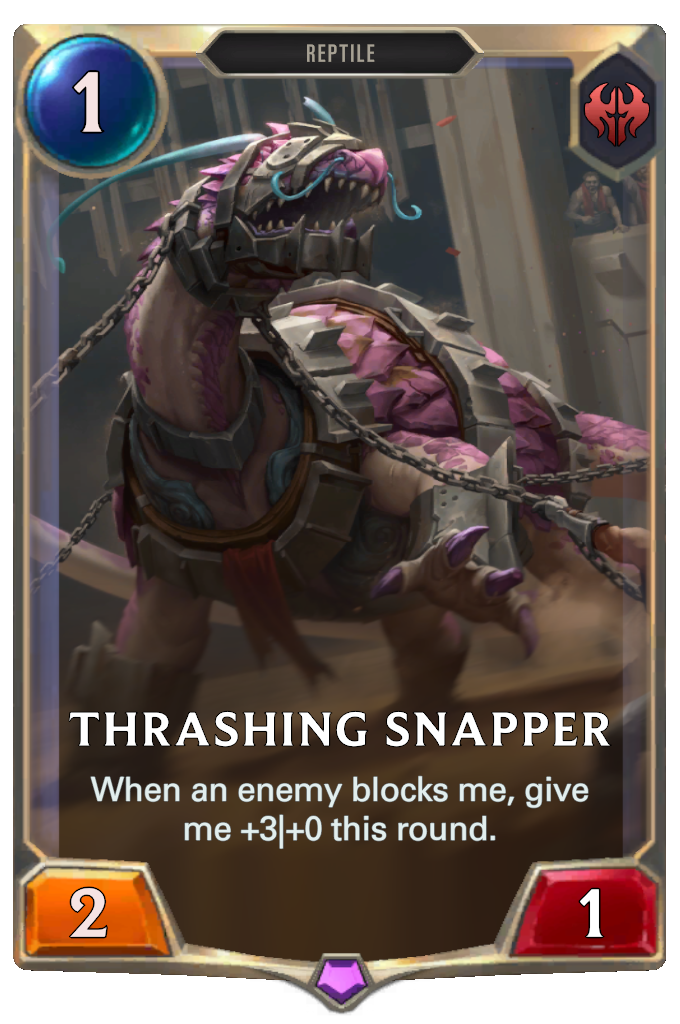 REPTILE
1
THRASHING SNAPPER
When an enemy blocks me, give
me +3|+0 this round.
2
1